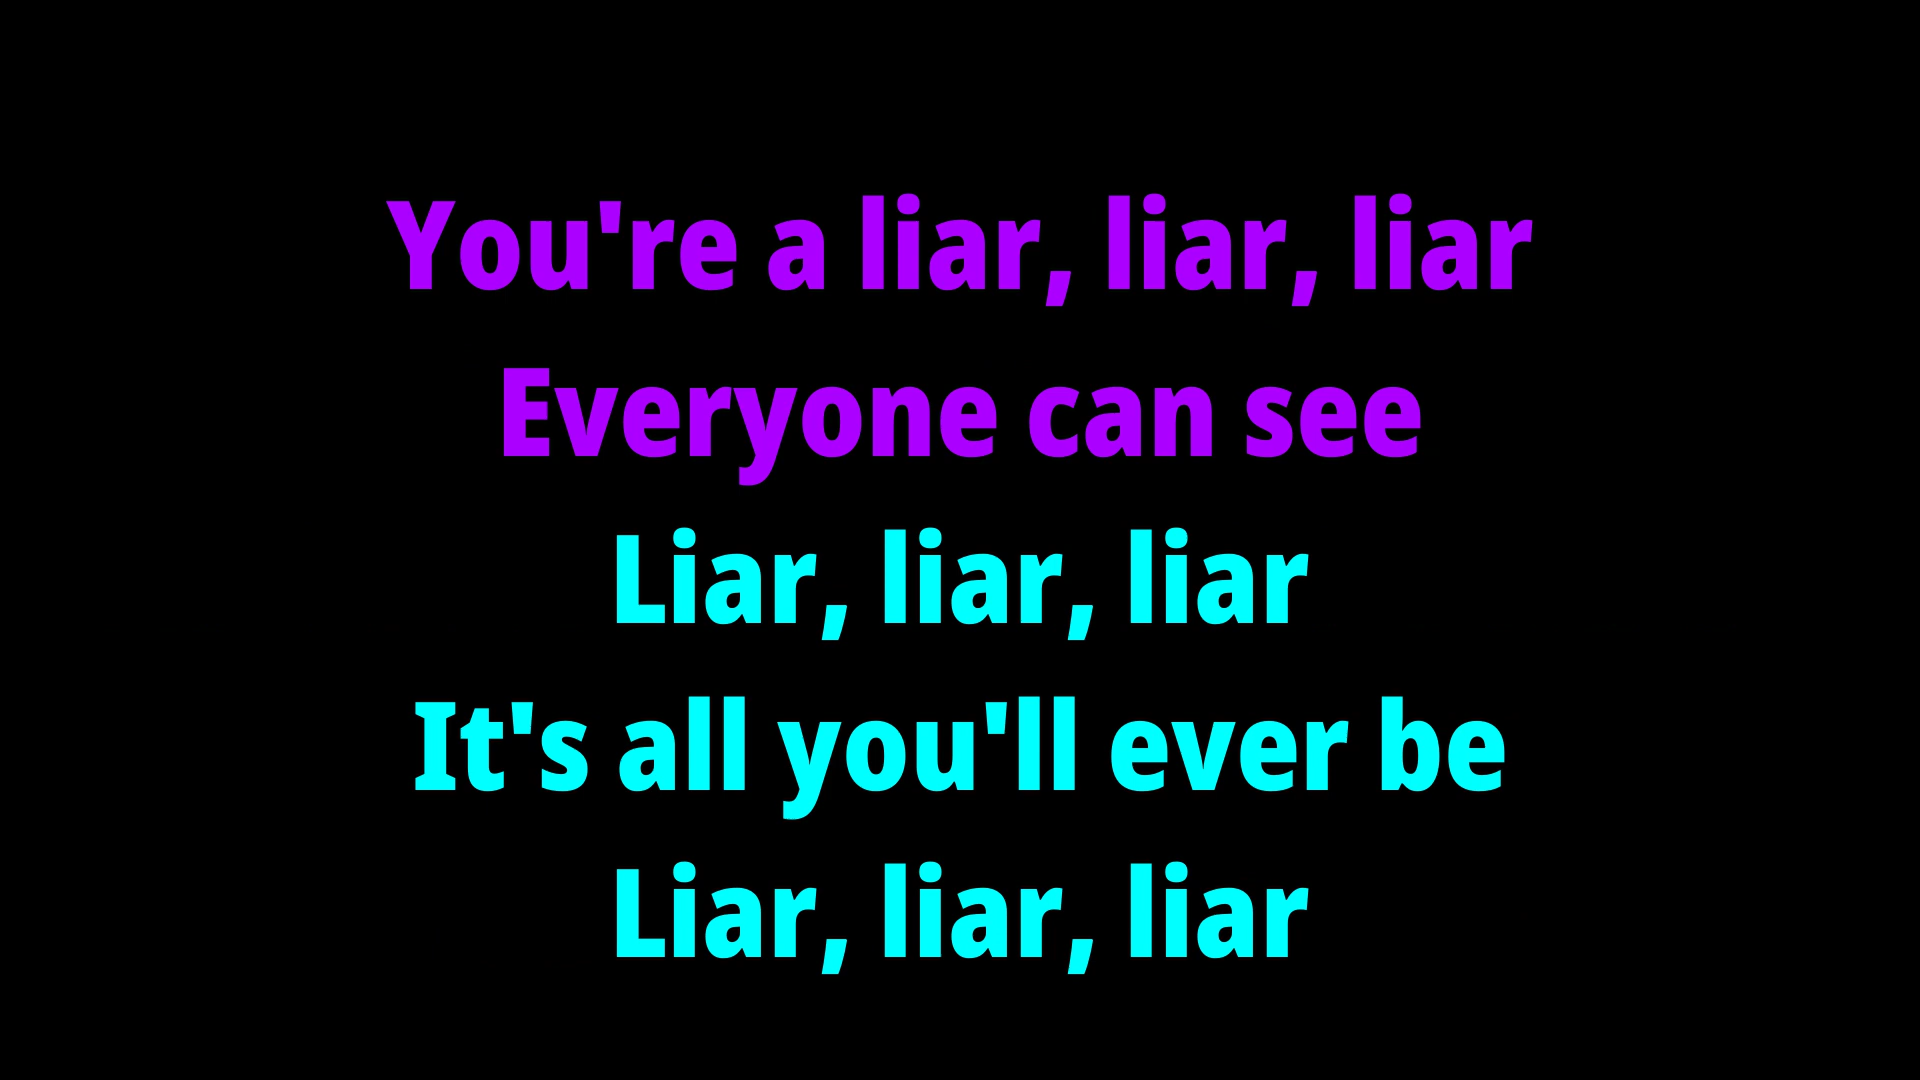 You're a liar, liar, liar
Everyone can see
Liar, liar, liar
It's all you'll ever be
Liar, liar, liar